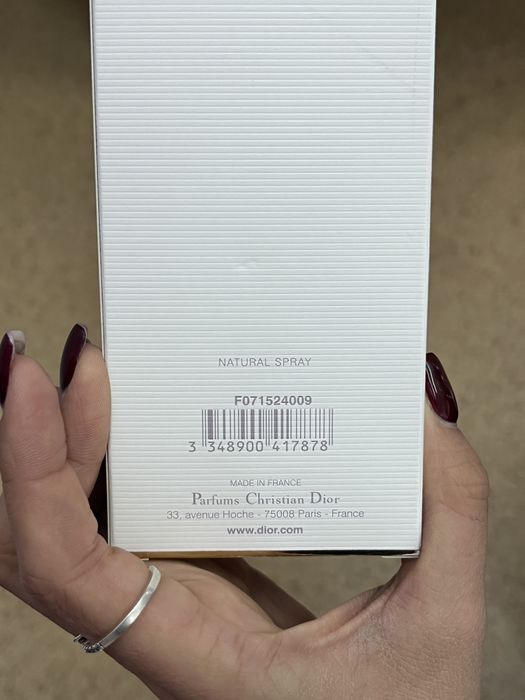 NATURAL SPRAY
F071524009
3 348900 417878
MADE IN FRANCE
Parfums Christian Dior
33, avenue Hoche - 75008 Paris - France
www.dior.com